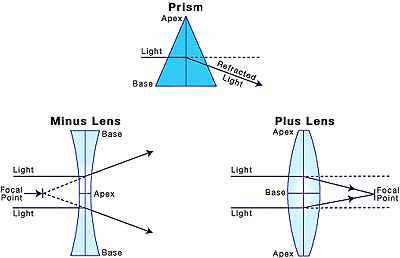 Prism
Apex
Light
Refracted
Light
Base
Minus Lens
Base
Light
Focal
Point
Apex
Light
Base
Plus Lens
Apex
Light
Base
Focal
Point
Light
Apex